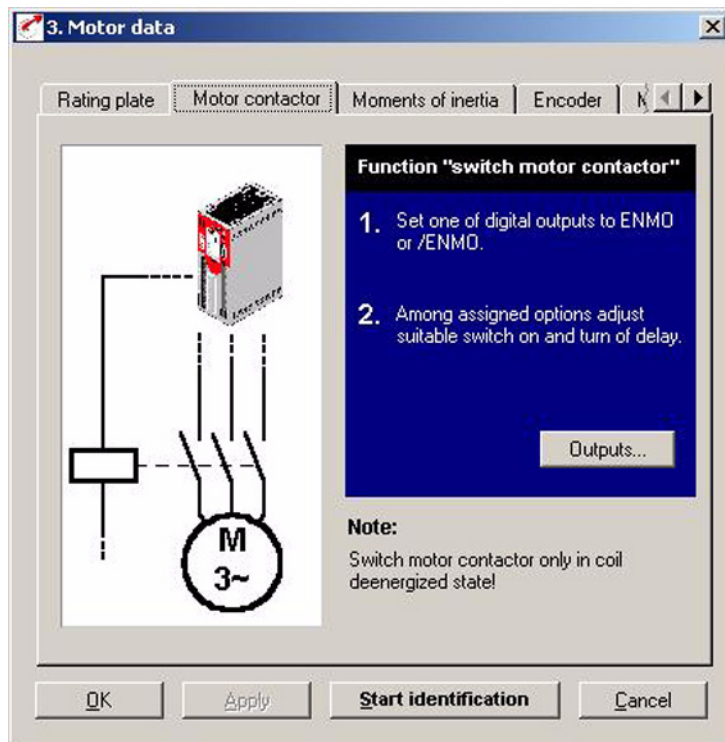 3. Motor data
Rating plate
Motor contactor
Moments of inertia
Encoder
Function "switch motor contactor"
1. Set one of digital outputs to ENMO
or /ENMO.
2. Among assigned options adjust
suitable switch on and turn of delay.
Outputs...
M
3~
Note:
Switch motor contactor only in coil
deenergized state!
OK
Apply
Start identification
Cancel